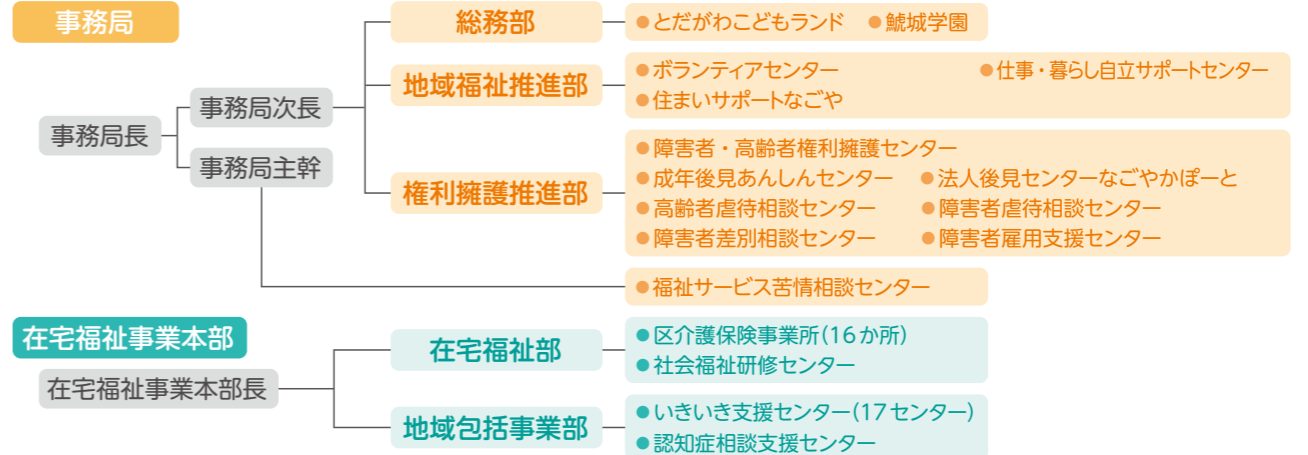 事務局
事務局長
事務局次長
事務局主幹
総務部
●とだがわこどもランド ●鯱城学園
地域福祉推進部
●ボランティアセンター ●仕事・暮らし自立サポートセンター
●住まいサポートなごや
権利擁護推進部
●障害者・高齢者権利擁護センター
●成年後見あんしんセンター ●法人後見センターなごやかぽーと
●高齢者虐待相談センター ●障害者虐待相談センター
●障害者差別相談センター ●障害者雇用支援センター
●福祉サービス苦情相談センター
在宅福祉事業本部
在宅福祉事業本部長
在宅福祉部
●区介護保険事業所(16か所)
●社会福祉研修センター
地域包括事業部
●いきいき支援センター(17センター)
●認知症相談支援センター